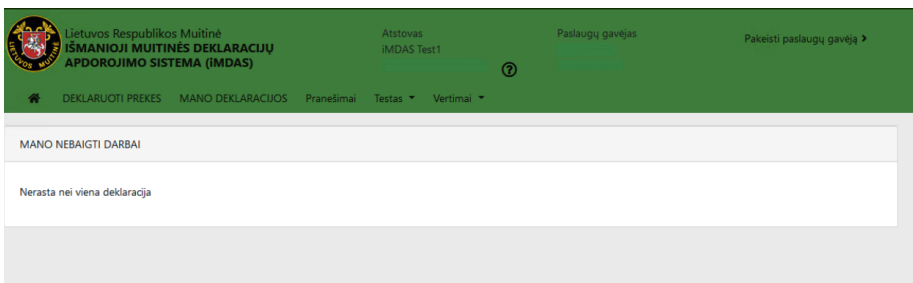 Lietuvos Respublikos Muitinė
IŠMANIOJI MUITINĖS DEKLARACIJŲ
APDOROJIMO SISTEMA (iMDAS)
Atstovas
iMDAS Test1
Paslaugų gavėjas
Pakeisti paslaugų gavėją
DEKLARUOTI PREKES MANO DEKLARACIJOS Pranešimai Testas Vertimai
MANO NEBAIGTI DARBAI
Nerasta nei viena deklaracija